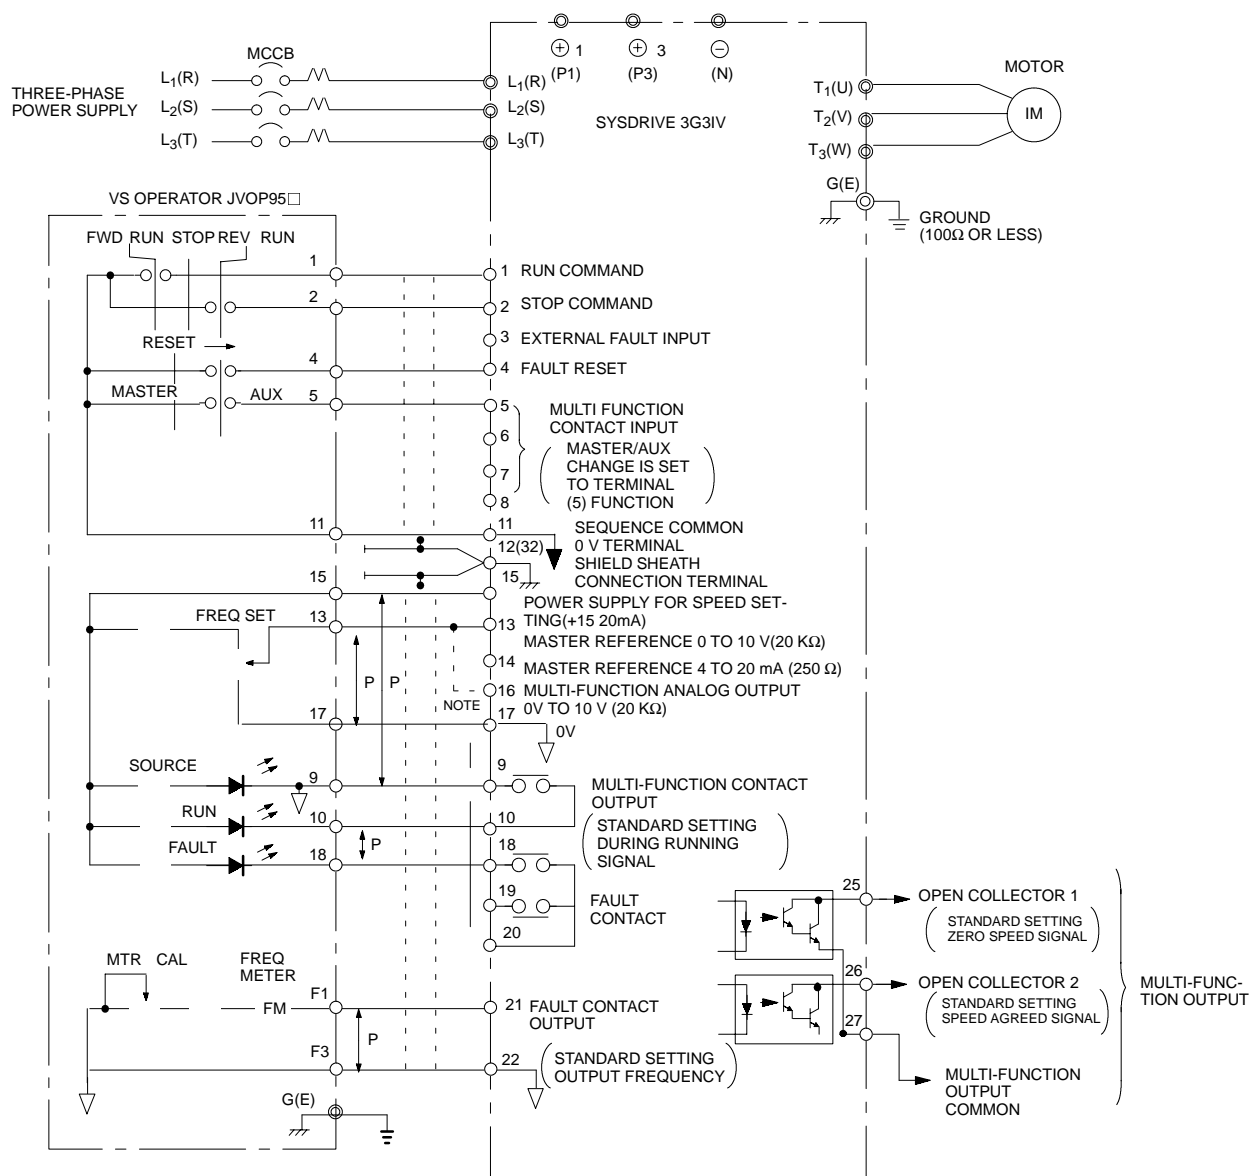 MCCB
THREE-PHASE
POWER SUPPLY
L1(R)
L2(S)
L3(T)
L1(R)
L2(S)
L3(T)
⊕ 1
(P1)
⊕ 3
(P3)
⊖
(N)
SYSDRIVE 3G3IV
MOTOR
T1(U)
T2(V)
T3(W)
IM
G(E)
GROUND
(100Ω OR LESS)
VS OPERATOR JVOP95□
FWD RUN STOP REV RUN
1
1 RUN COMMAND
2
2 STOP COMMAND
3 EXTERNAL FAULT INPUT
RESET
4
4 FAULT RESET
MASTER
AUX
5
5
6
7
8
MULTI FUNCTION
CONTACT INPUT
(MASTER/AUX
CHANGE IS SET
TO TERMINAL
(5) FUNCTION)
11
11
SEQUENCE COMMON
0 V TERMINAL
12(32)
SHIELD SHEATH
CONNECTION TERMINAL
15
15
POWER SUPPLY FOR SPEED SET-
TING(+15 20mA)
FREQ SET
13
13
MASTER REFERENCE 0 TO 10 V(20 KΩ)
14
MASTER REFERENCE 4 TO 20 mA (250 Ω)
P
P
NOTE
16
MULTI-FUNCTION ANALOG OUTPUT
0V TO 10 V (20 KΩ)
17
17
0V
SOURCE
9
9
MULTI-FUNCTION CONTACT
OUTPUT
RUN
10
10
(STANDARD SETTING
DURING RUNNING
SIGNAL)
P
FAULT
18
18
19
20
FAULT
CONTACT
25
OPEN COLLECTOR 1
(STANDARD SETTING
ZERO SPEED SIGNAL)
26
OPEN COLLECTOR 2
(STANDARD SETTING
SPEED AGREED SIGNAL)
27
MULTI-FUNCTION
OUTPUT
COMMON
MULTI-FUNC-
TION OUTPUT
MTR CAL
FREQ
METER
FM
F1
21
FAULT CONTACT
OUTPUT
P
F3
22
(STANDARD SETTING
OUTPUT FREQUENCY)
G(E)